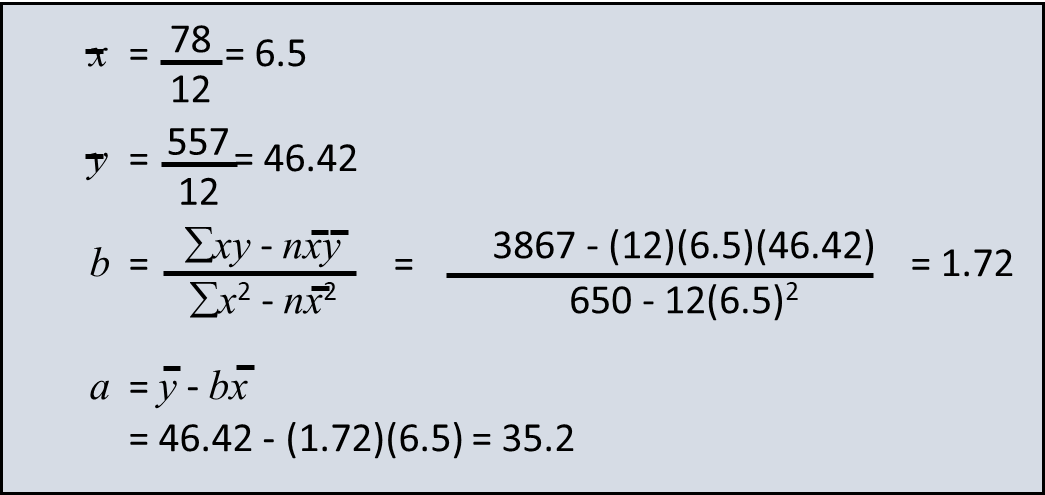 x̄ = 78/12 = 6.5
ȳ = 557/12 = 46.42
b = (∑xy - nx̄ȳ)/(∑x² - nx̄²) = (3867 - (12)(6.5)(46.42))/(650 - 12(6.5)²) = 1.72
a = ȳ - bx̄
= 46.42 - (1.72)(6.5) = 35.2